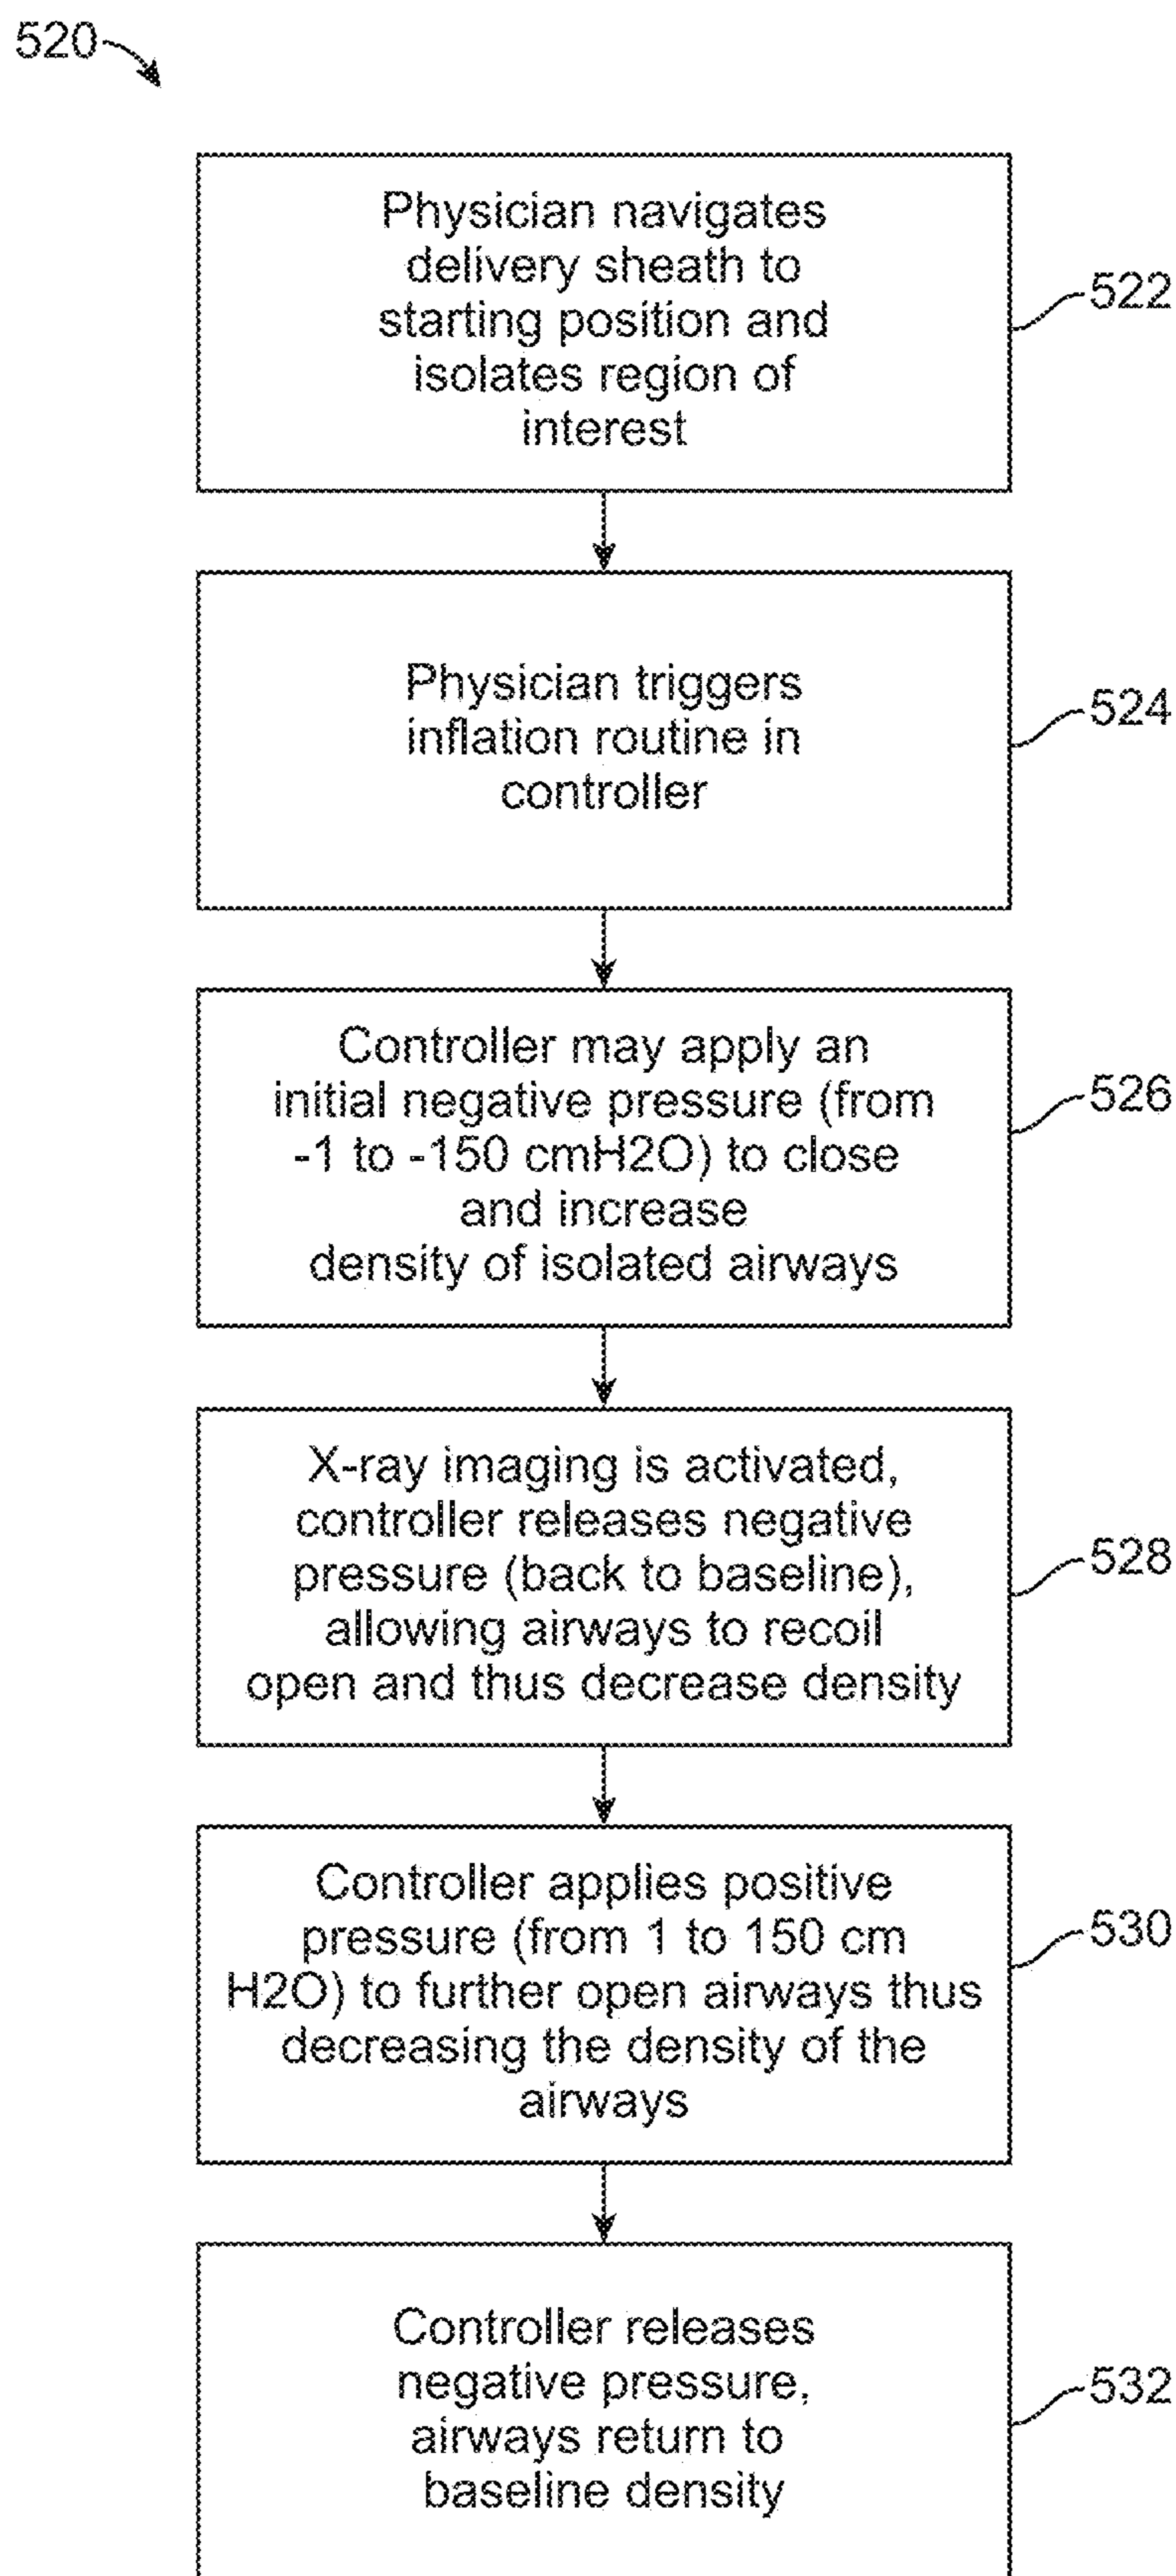 520
Physician navigates
delivery sheath to
starting position and
isolates region of
interest
522
Physician triggers
inflation routine in
controller
524
Controller may apply an
initial negative pressure (from
-1 to -150 cmH2O) to close
and increase
density of isolated airways
526
X-ray imaging is activated,
controller releases negative
pressure (back to baseline),
allowing airways to recoil
open and thus decrease density
528
Controller applies positive
pressure (from 1 to 150 cm
H2O) to further open airways thus
decreasing the density of the
airways
530
Controller releases
negative pressure,
airways return to
baseline density
532